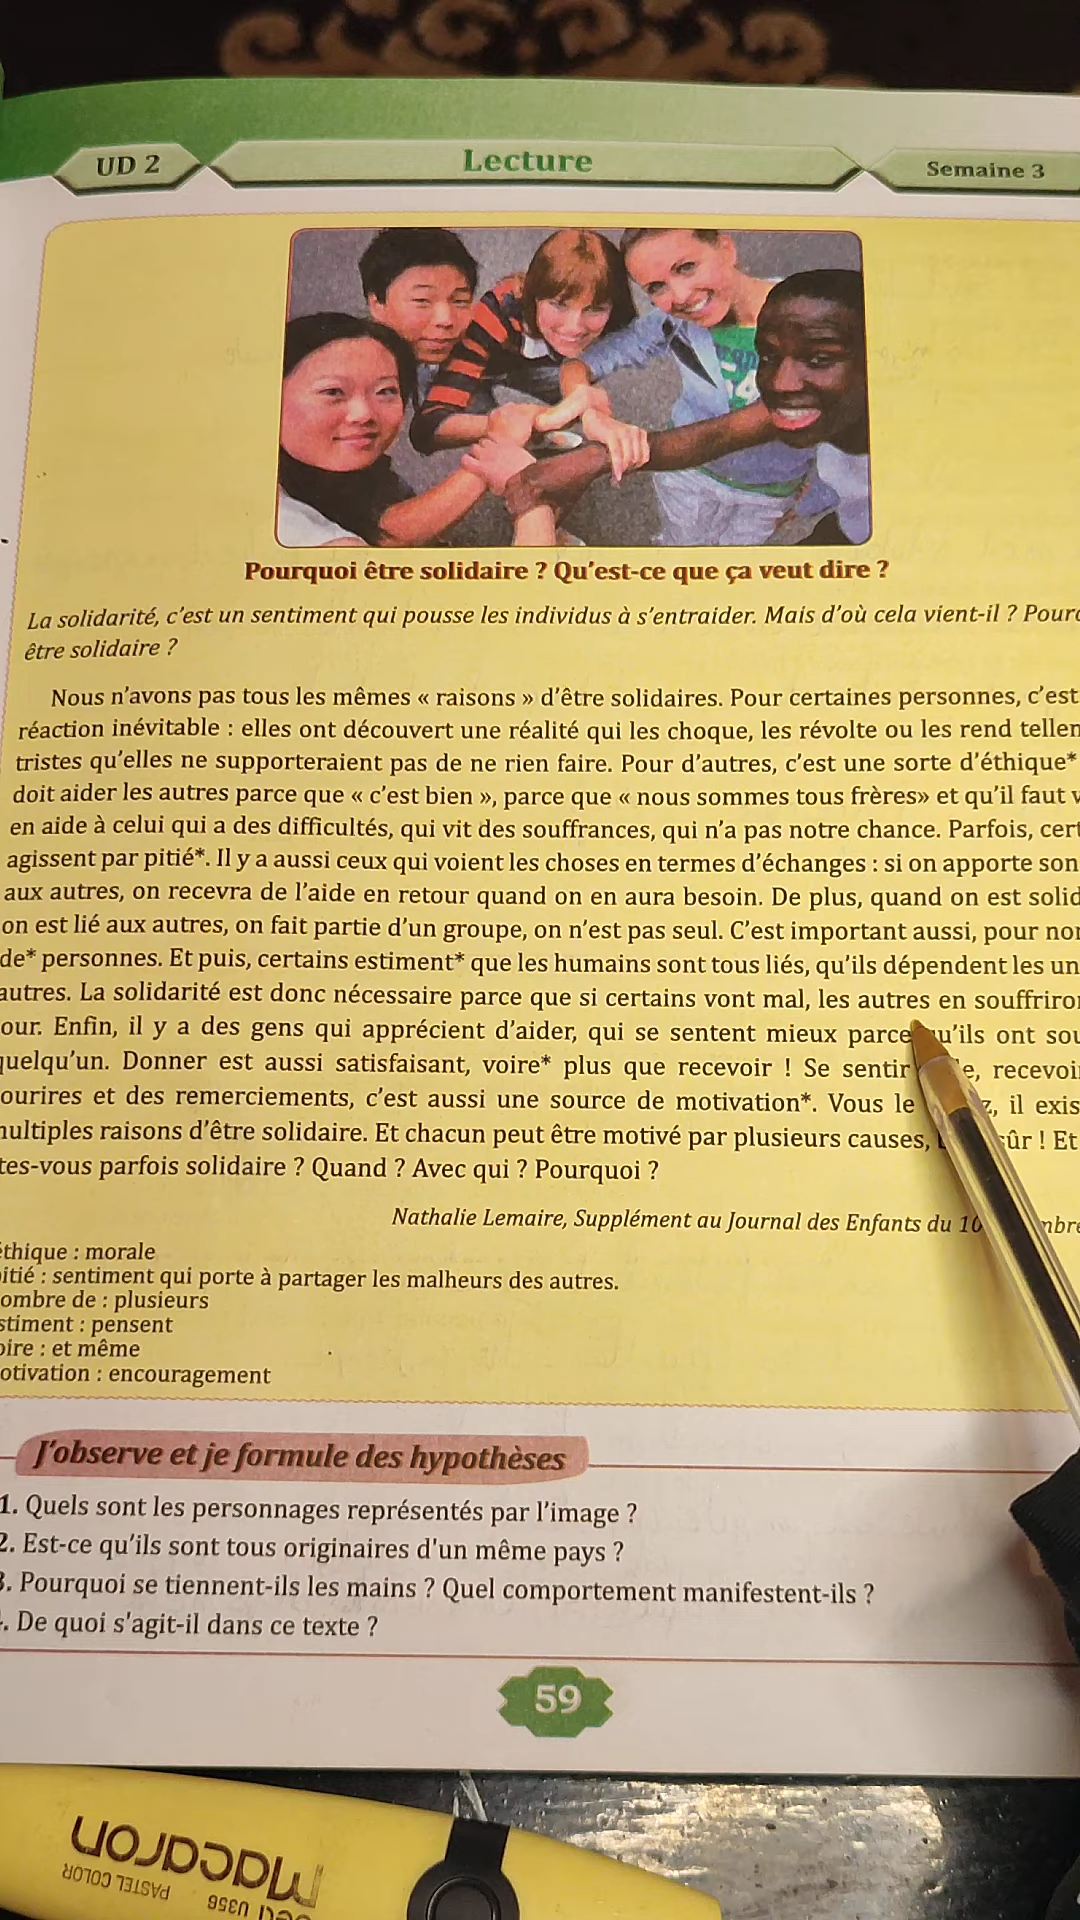 UD 2
Lecture
Semaine 3
Pourquoi être solidaire ? Qu'est-ce que ça veut dire ?
La solidarité, c'est un sentiment qui pousse les individus à s'entraider. Mais d'où cela vient-il ?
être solidaire ?
Nous n'avons pas tous les mêmes « raisons » d'être solidaires. Pour certaines personnes, c'est
réaction inévitable : elles ont découvert une réalité qui les choque, les révolte ou les rend
tristes qu'elles ne supporteraient pas de ne rien faire. Pour d'autres, c'est une sorte d'éthique*
doit aider les autres parce que « c'est bien », parce que « nous sommes tous frères» et qu'il faut
en aide à celui qui a des difficultés, qui vit des souffrances, qui n'a pas notre chance. Parfois,
agissent par pitié*. Il y a aussi ceux qui voient les choses en termes d'échanges : si on apporte son
aux autres, on recevra de l'aide en retour quand on en aura besoin. De plus, quand on est
on est lié aux autres, on fait partie d'un groupe, on n'est pas seul. C'est important aussi, pour
de* personnes. Et puis, certains estiment* que les humains sont tous liés, qu'ils dépendent les
autres. La solidarité est donc nécessaire parce que si certains vont mal, les autres en
our. Enfin, il y a des gens qui apprécient d'aider, qui se sentent mieux parce qu'ils ont
quelqu'un. Donner est aussi satisfaisant, voire* plus que recevoir ! Se sentir
ourires et des remerciements, c'est aussi une source de motivation*. Vous le il
multiples raisons d'être solidaire. Et chacun peut être motivé par plusieurs causes, sûr ! Et
tes-vous parfois solidaire ? Quand ? Avec qui ? Pourquoi ?
Nathalie Lemaire, Supplément au Journal des Enfants du
éthique : morale
itié : sentiment qui porte à partager les malheurs des autres.
ombre de : plusieurs
stiment : pensent
oire : et même
otivation : encouragement
J'observe et je formule des hypothèses
1. Quels sont les personnages représentés par l'image ?
2. Est-ce qu'ils sont tous originaires d'un même pays ?
3. Pourquoi se tiennent-ils les mains ? Quel comportement manifestent-ils ?
. De quoi s'agit-il dans ce texte ?
59
Macaron
PASTEL COLOR
U356